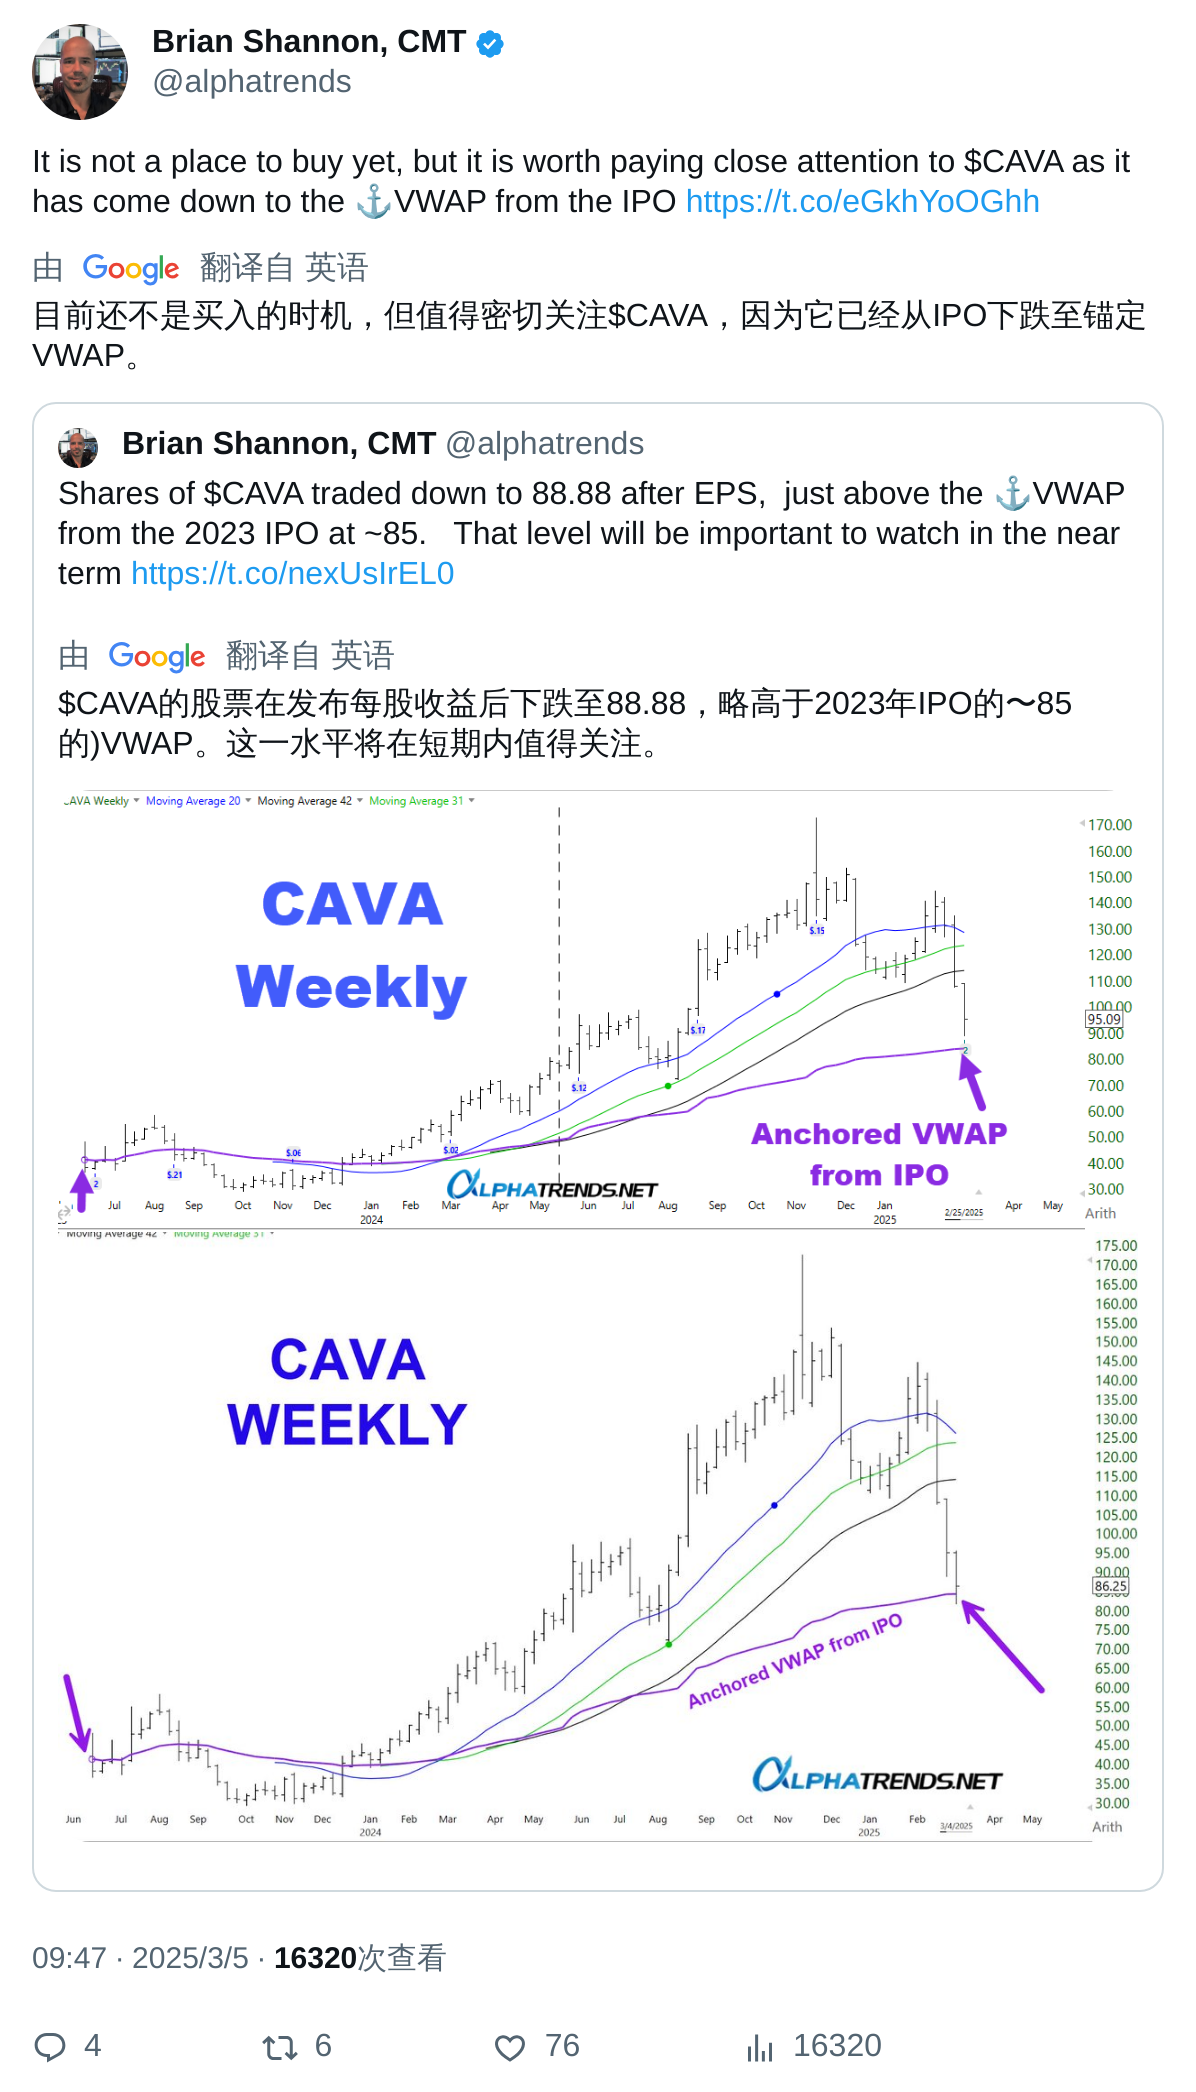 Brian Shannon, CMT
@alphatrends
It is not a place to buy yet, but it is worth paying close attention to $CAVA as it
has come down to the ⚓VWAP from the IPO https://t.co/eGkhYoOGhh
由 Google 翻译自 英语
目前还不是买入的时机，但值得密切关注$CAVA，因为它已经从IPO下跌至锚定
VWAP。
Brian Shannon, CMT @alphatrends
Shares of $CAVA traded down to 88.88 after EPS,  just above the ⚓VWAP
from the 2023 IPO at ~85.   That level will be important to watch in the near
term https://t.co/nexUsIrEL0
由 Google 翻译自 英语
$CAVA的股票在发布每股收益后下跌至88.88，略高于2023年IPO的〜85
的)VWAP。这一水平将在短期内值得关注。
CAVA Weekly Moving Average 20 Moving Average 42 Moving Average 31
170.00
160.00
CAVA
150.00
140.00
$.15
130.00
120.00
Weekly
110.00
100.00
95.09
$.17
90.00
2
80.00
$.12
70.00
60.00
Anchored VWAP
50.00
$.02
$.06
40.00
from IPO
$.21
2
ALPHATRENDS.NET
30.00
Jul Aug Sep Oct Nov Dec Jan Feb Mar Apr May Jun Jul Aug Sep Oct Nov Dec Jan 2/25/2025 Apr May Arith
2024 2025
Moving Average 42 Moving Average 31
175.00
170.00
165.00
160.00
155.00
150.00
CAVA
145.00
140.00
135.00
WEEKLY
130.00
125.00
120.00
115.00
110.00
105.00
100.00
95.00
90.00
86.25
80.00
Anchored VWAP from IPO
75.00
70.00
65.00
60.00
55.00
50.00
45.00
40.00
ALPHATRENDS.NET
35.00
30.00
Jun Jul Aug Sep Oct Nov Dec Jan Feb Mar Apr May Jun Jul Aug Sep Oct Nov Dec Jan Feb 3/4/2025 Apr May Arith
2024 2025
09:47 · 2025/3/5 · 16320次查看
4 6 76 16320